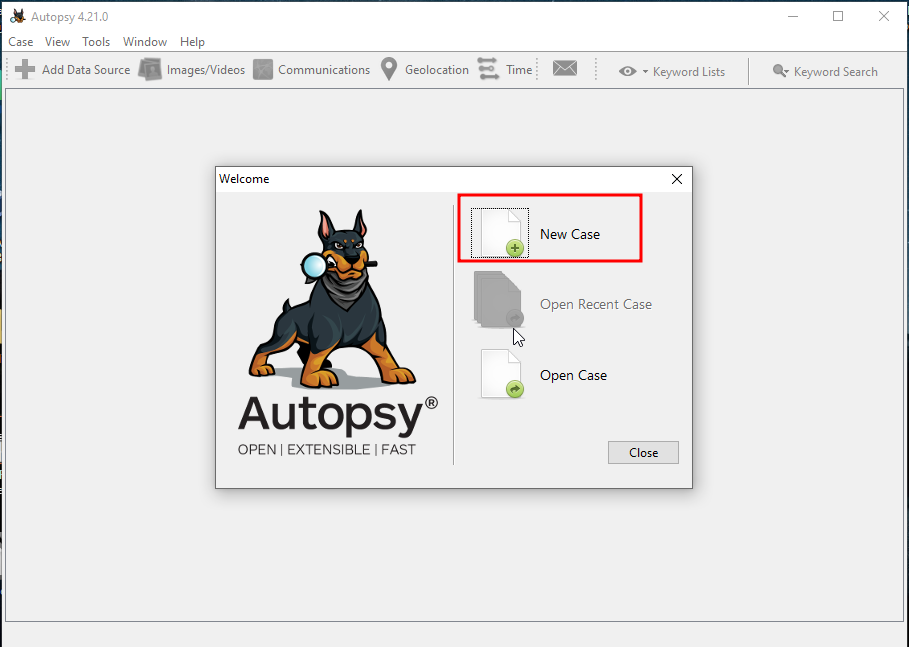 Autopsy 4.21.0
Case View Tools Window Help
Add Data Source Images/Videos Communications Geolocation Time Keyword Lists Keyword Search
Welcome
New Case
Open Recent Case
Open Case
Autopsy®
OPEN | EXTENSIBLE | FAST
Close